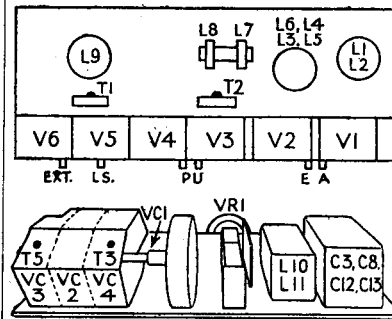 L8 L7
L6, L4
L3, L5
L9
L1
L2
T1
T2
V6 V5 V4 V3 V2 V1
EXT. LS. PU E A
VC1
VR1
T5
T3
VC 3
VC 2
VC 4
L10
L11
C3, C8,
C12, C13